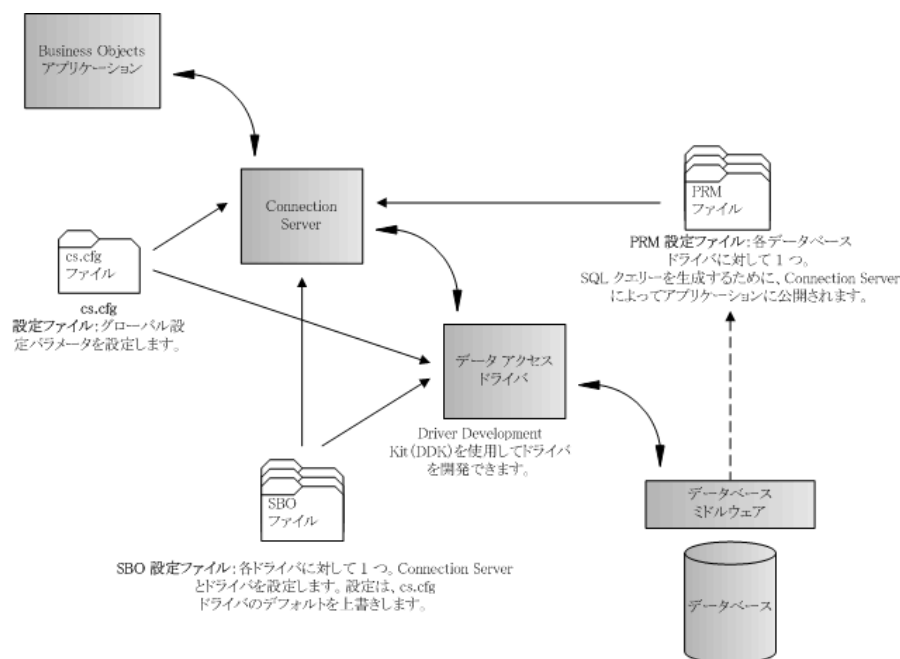 Business Objects
アプリケーション
Connection
Server
PRM
ファイル
PRM 設定ファイル：各データベース
ドライバに対して 1 つ。
SQL クエリーを生成するために、Connection Server
によってアプリケーションに公開されます。
cs.cfg
ファイル
cs.cfg
設定ファイル：グローバル設
定パラメータを設定します。
データ アクセス
ドライバ
Driver Development
Kit（DDK）を使用してドライバ
を開発できます。
SBO
ファイル
SBO 設定ファイル：各ドライバに対して 1 つ。Connection Server
とドライバを設定します。設定は、cs.cfg
ドライバのデフォルトを上書きします。
データベース
ミドルウェア
データベース